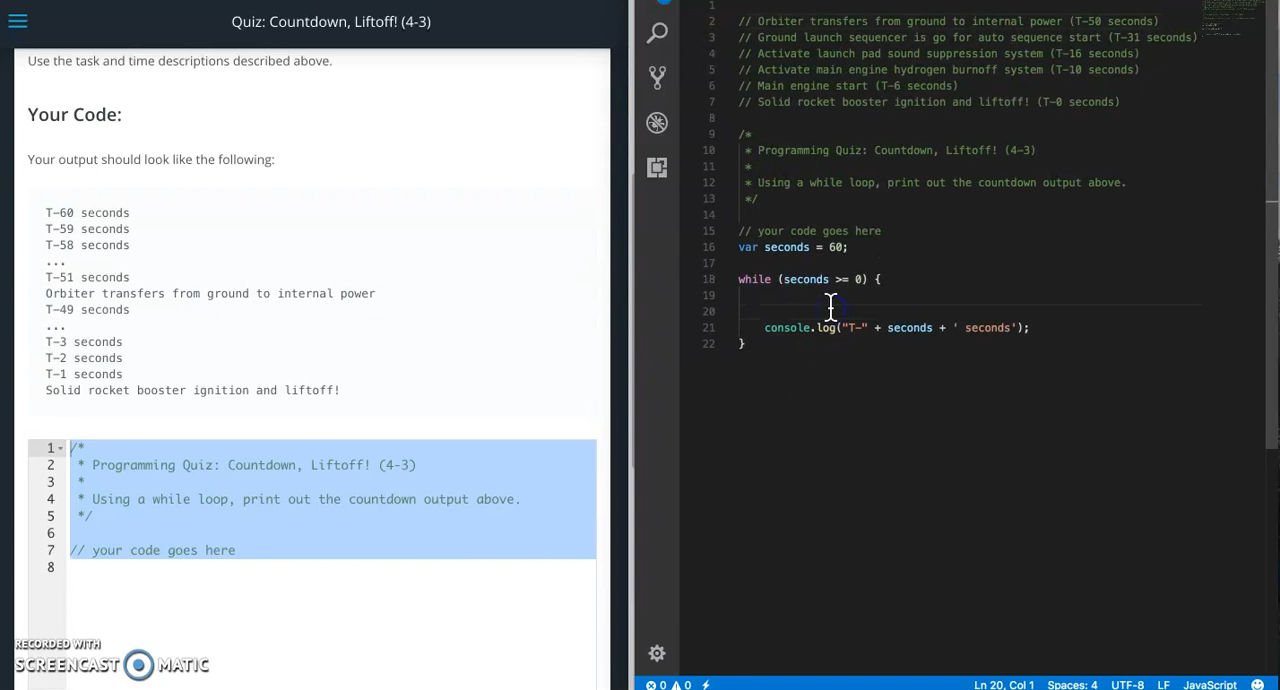 Quiz: Countdown, Liftoff! (4-3)
Use the task and time descriptions described above.
Your Code:
Your output should look like the following:
T-60 seconds
T-59 seconds
T-58 seconds
...
T-51 seconds
Orbiter transfers from ground to internal power
T-49 seconds
...
T-3 seconds
T-2 seconds
T-1 seconds
Solid rocket booster ignition and liftoff!
1 /*
2 * Programming Quiz: Countdown, Liftoff! (4-3)
3 *
4 * Using a while loop, print out the countdown output above.
5 */
6
7 // your code goes here
8
RECORDED WITH
SCREENCAST MATIC
1
2 // Orbiter transfers from ground to internal power (T-50 seconds)
3 // Ground launch sequencer is go for auto sequence start (T-31 seconds)
4 // Activate launch pad sound suppression system (T-16 seconds)
5 // Activate main engine hydrogen burnoff system (T-10 seconds)
6 // Main engine start (T-6 seconds)
7 // Solid rocket booster ignition and liftoff! (T-0 seconds)
8
9 /*
10 * Programming Quiz: Countdown, Liftoff! (4-3)
11 *
12 * Using a while loop, print out the countdown output above.
13 */
14
15 // your code goes here
16 var seconds = 60;
17
18 while (seconds >= 0) {
19
20
21 console.log("T-" + seconds + ' seconds');
22 }
0 0 Ln 20, Col 1 Spaces: 4 UTF-8 LF JavaScript